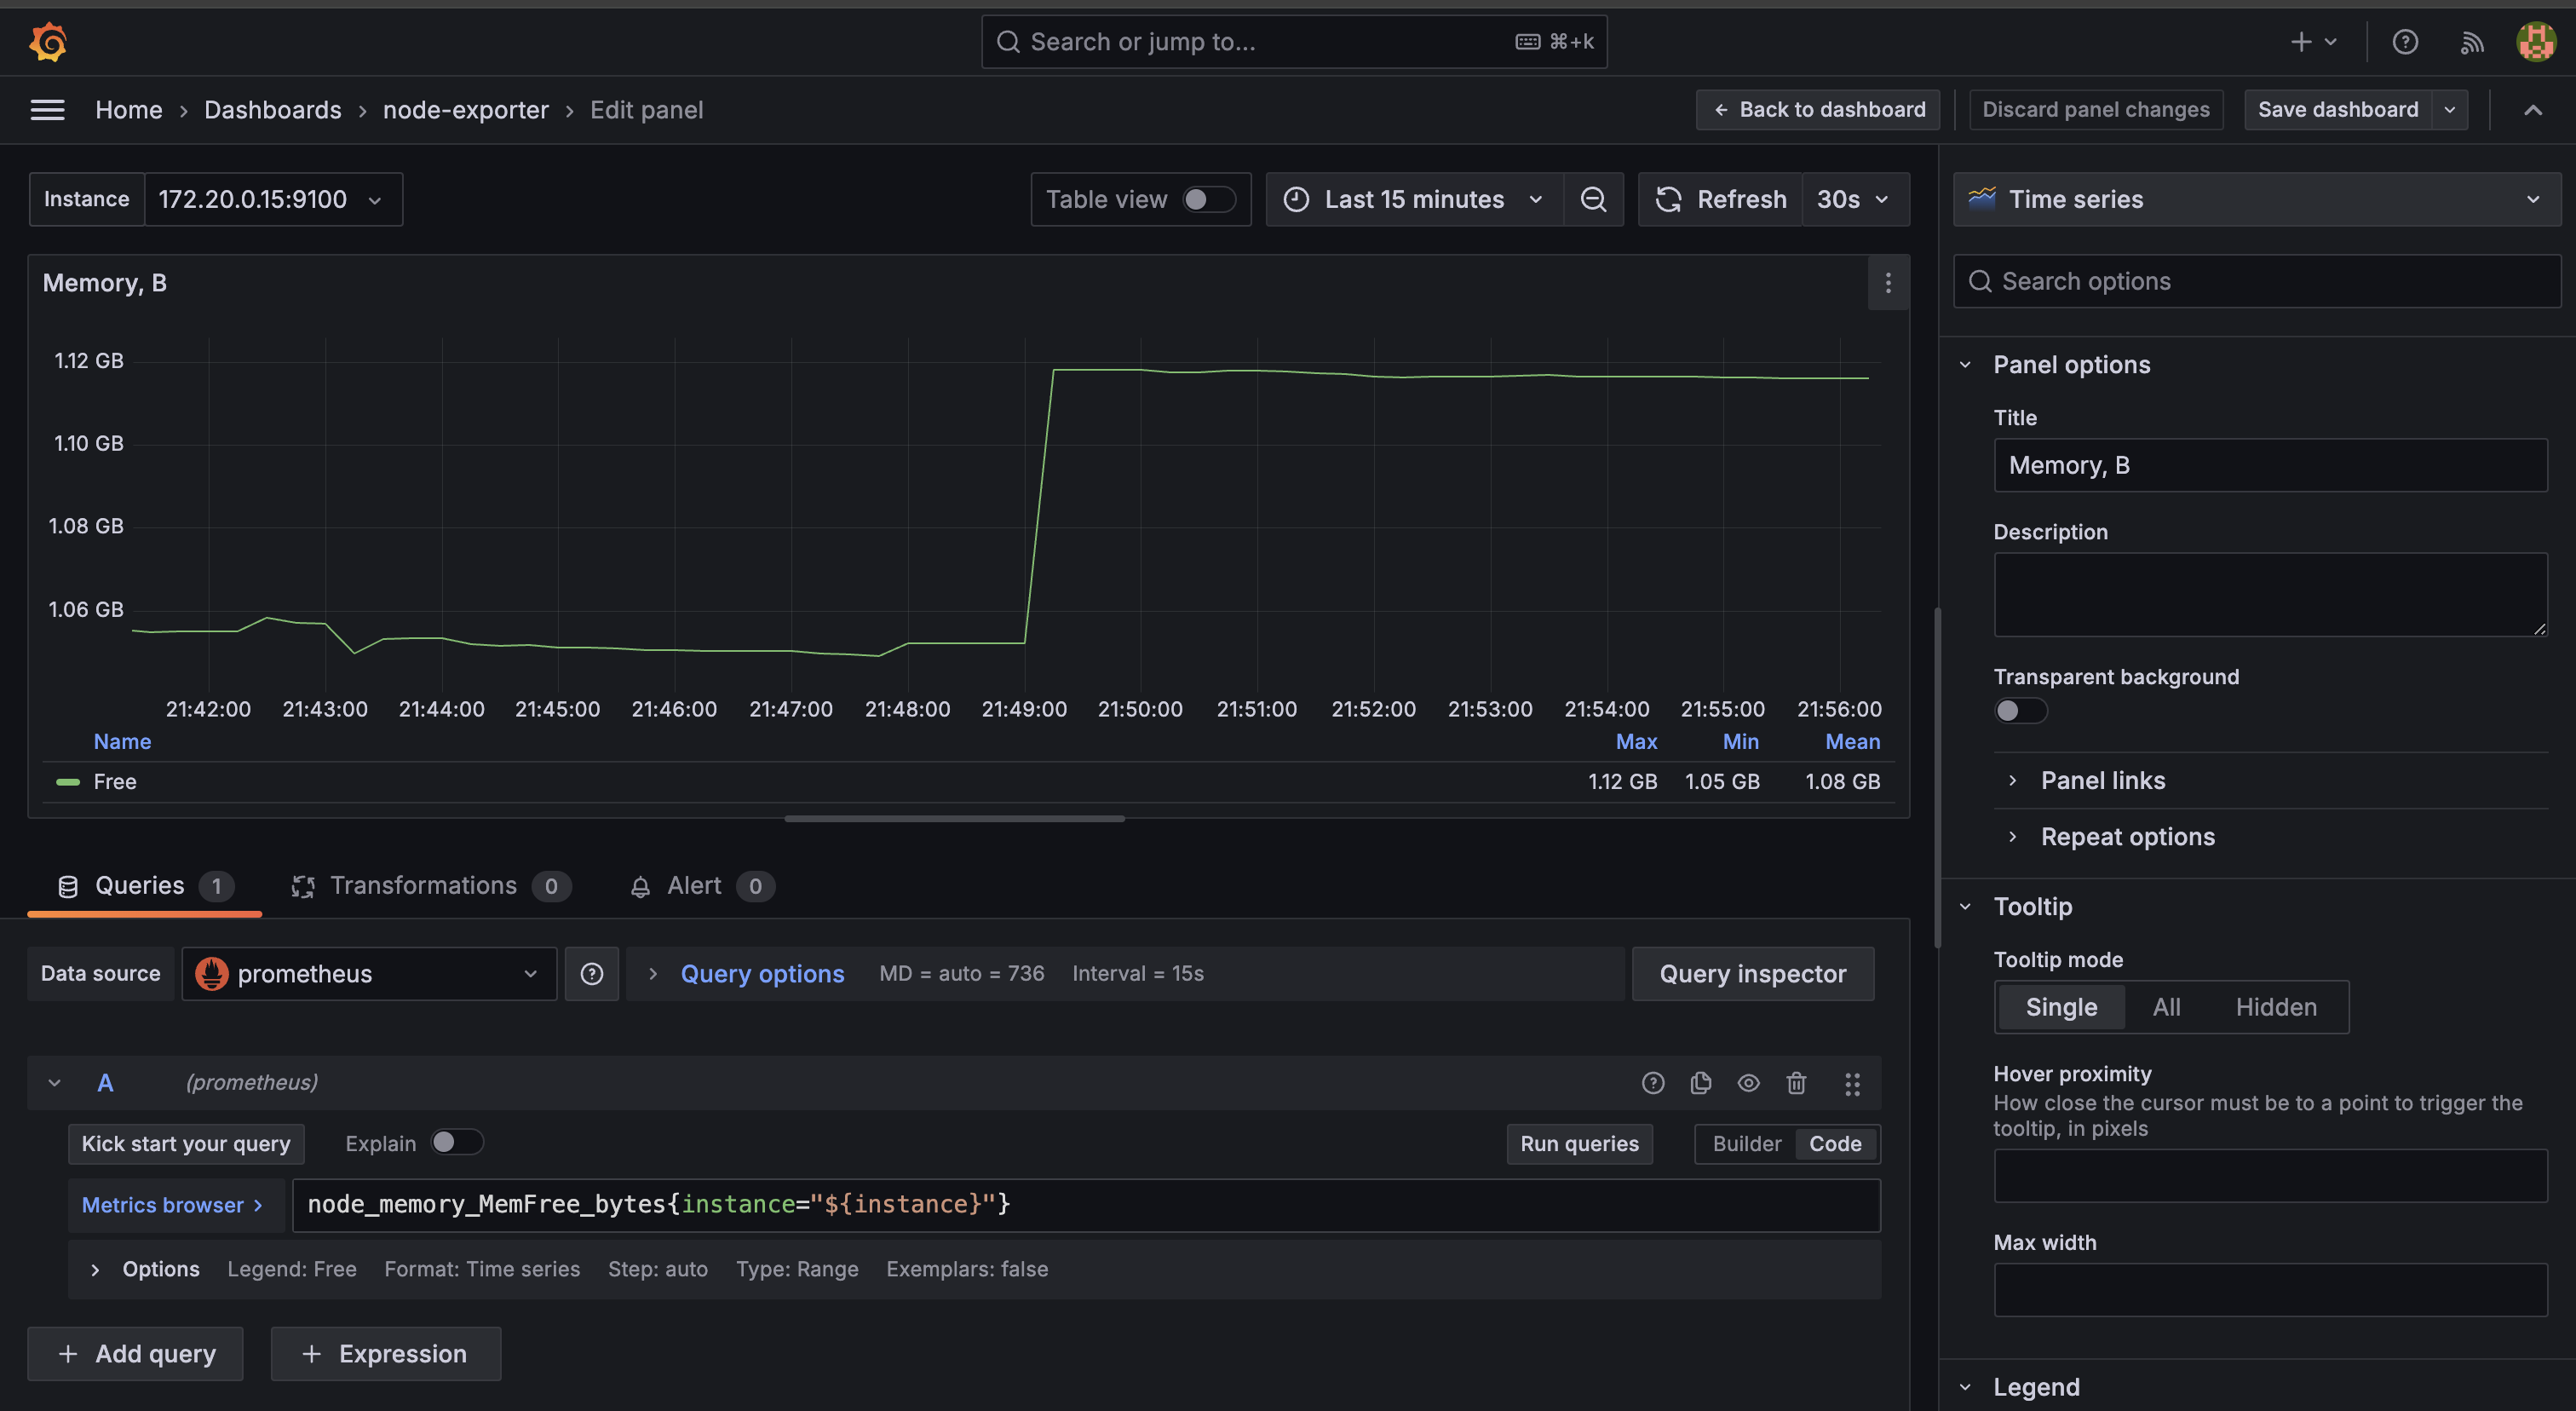 Search or jump to... ⌘+k
Home › Dashboards › node-exporter › Edit panel
← Back to dashboard Discard panel changes Save dashboard
Instance 172.20.0.15:9100 Table view Last 15 minutes Refresh 30s
Memory, B
1.12 GB
1.10 GB
1.08 GB
1.06 GB
21:42:00 21:43:00 21:44:00 21:45:00 21:46:00 21:47:00 21:48:00 21:49:00 21:50:00 21:51:00 21:52:00 21:53:00 21:54:00 21:55:00 21:56:00
Name Max Min Mean
Free 1.12 GB 1.05 GB 1.08 GB
Queries 1 Transformations 0 Alert 0
Data source prometheus Query options MD = auto = 736 Interval = 15s Query inspector
A (prometheus)
Kick start your query Explain Run queries Builder Code
Metrics browser > node_memory_MemFree_bytes{instance="${instance}"}
Options Legend: Free Format: Time series Step: auto Type: Range Exemplars: false
+ Add query + Expression
Time series
Search options
Panel options
Title
Memory, B
Description
Transparent background
Panel links
Repeat options
Tooltip
Tooltip mode
Single All Hidden
Hover proximity
How close the cursor must be to a point to trigger the
tooltip, in pixels
Max width
Legend